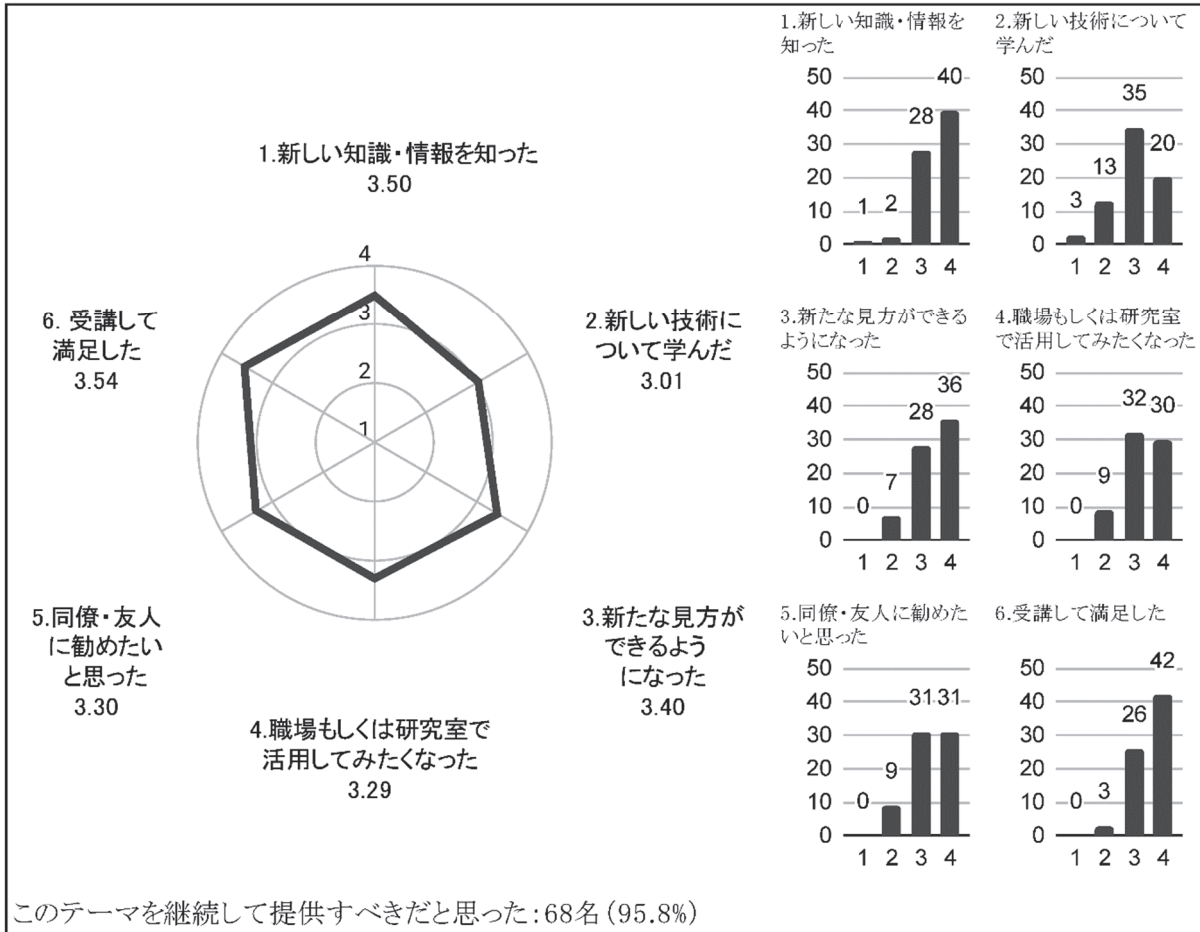 1.新しい知識・情報を知った
3.50
2.新しい技術に
ついて学んだ
3.01
3.新たな見方が
できるよう
になった
3.40
4.職場もしくは研究室で
活用してみたくなった
3.29
5.同僚・友人
に勧めたい
と思った
3.30
6. 受講して
満足した
3.54
4
3
2
1
1.新しい知識・情報を
知った
50
40
30
20
10
0
1
2
28
40
1 2 3 4
2.新しい技術について
学んだ
50
40
30
20
10
0
3
13
35
20
1 2 3 4
3.新たな見方ができる
ようになった
50
40
30
20
10
0
0
7
28
36
1 2 3 4
4.職場もしくは研究室
で活用してみたくなった
50
40
30
20
10
0
0
9
32
30
1 2 3 4
5.同僚・友人に勧めた
いと思った
50
40
30
20
10
0
0
9
31
31
1 2 3 4
6.受講して満足した
50
40
30
20
10
0
0
3
26
42
1 2 3 4
このテーマを継続して提供すべきだと思った:68名(95.8%)